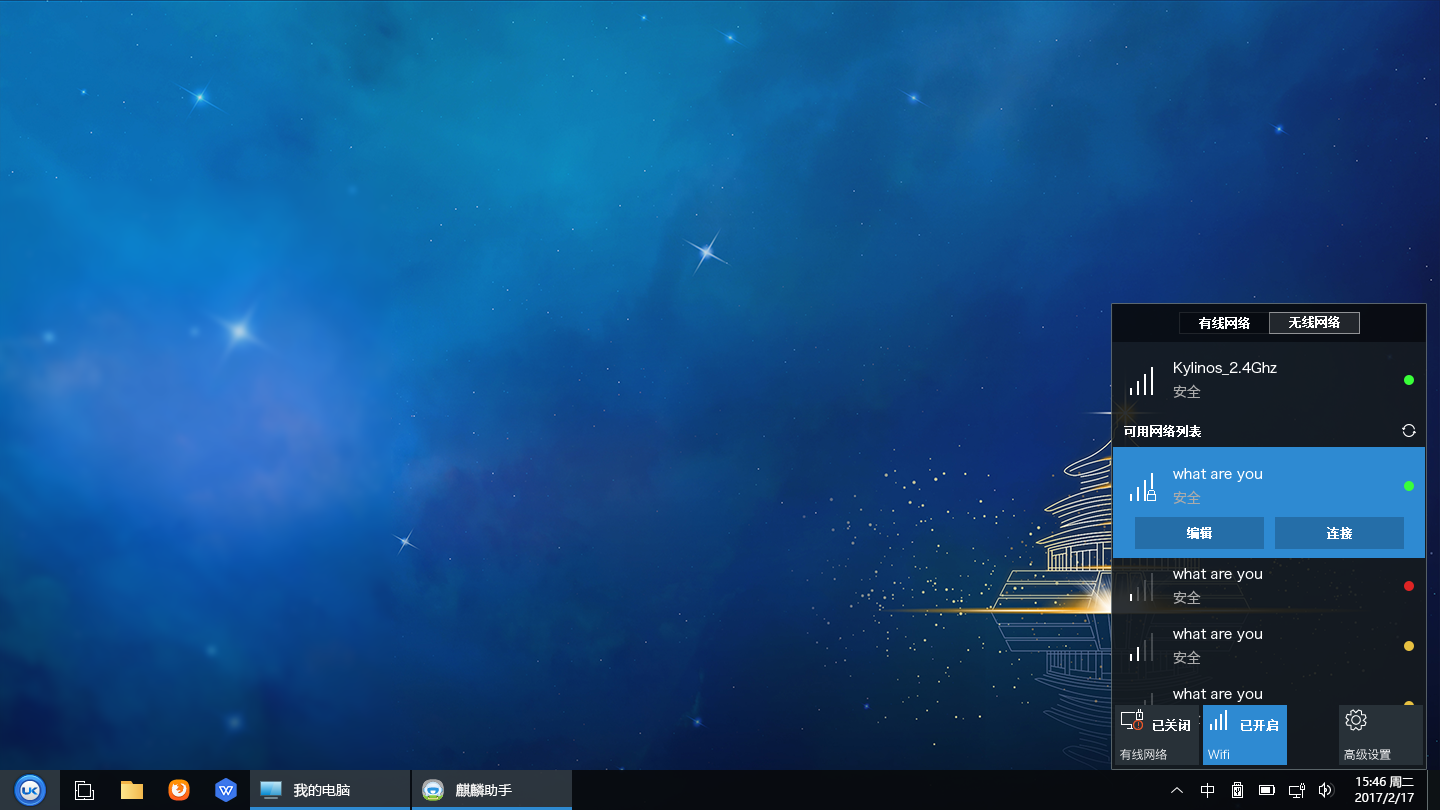 有线网络
无线网络
Kylinos_2.4Ghz
安全
可用网络列表
what are you
安全
编辑
连接
what are you
安全
what are you
安全
what are you
已关闭
有线网络
已开启
Wifi
高级设置
UK
W
我的电脑
麒麟助手
中
15:46 周二
2017/2/17